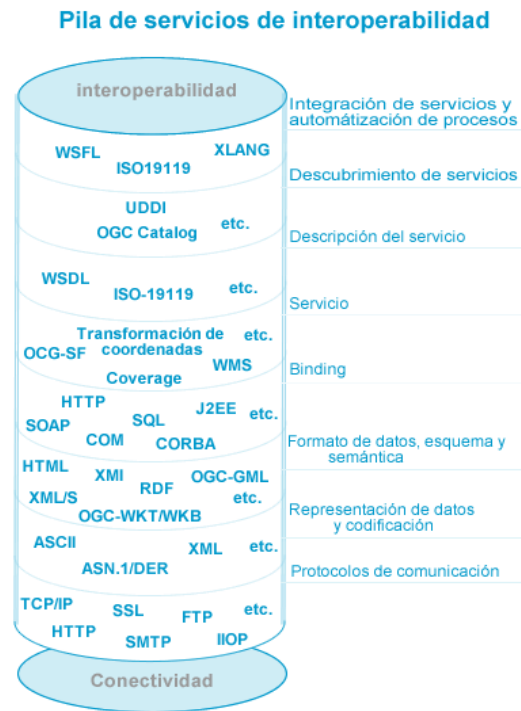 Pila de servicios de interoperabilidad
interoperabilidad
Integración de servicios y
automátización de procesos
WSFL
XLANG
ISO19119
Descubrimiento de servicios
UDDI
etc.
OGC Catalog
Descripción del servicio
WSDL
etc.
ISO-19119
Servicio
Transformación de
coordenadas
etc.
OCG-SF
WMS
Coverage
Binding
HTTP
J2EE
etc.
SOAP
SQL
COM
CORBA
Formato de datos, esquema y
semántica
HTML
XMI
OGC-GML
RDF
XML/S
etc.
OGC-WKT/WKB
Representación de datos
y codificación
ASCII
XML
etc.
ASN.1/DER
Protocolos de comunicación
TCP/IP
SSL
FTP
etc.
HTTP
SMTP
IIOP
Conectividad